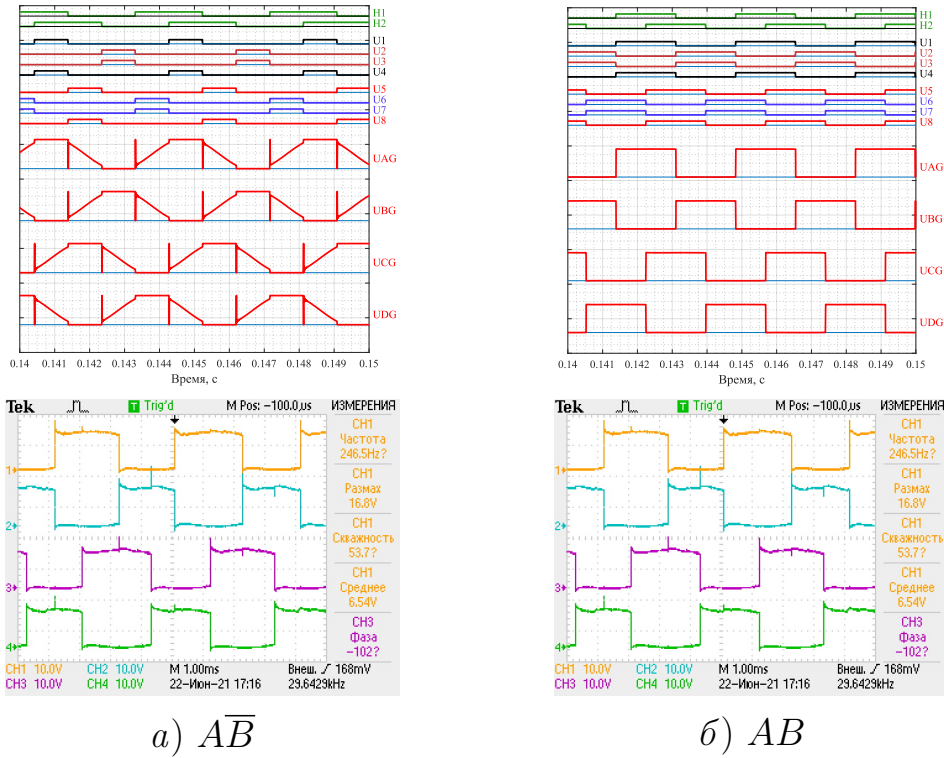 H1
H2
U1
U2
U3
U4
U5
U6
U7
U8
UAG
UBG
UCG
UDG
0.14 0.141 0.142 0.143 0.144 0.145 0.146 0.147 0.148 0.149 0.15
Время, с
H1
H2
U1
U2
U3
U4
U5
U6
U7
U8
UAG
UBG
UCG
UDG
0.14 0.141 0.142 0.143 0.144 0.145 0.146 0.147 0.148 0.149 0.15
Время, с
Tek T Trig'd M Pos: -100.0us ИЗМЕРЕНИЯ
CH1
Частота
246.5Hz?
1
CH1
Размах
16.8V
2
CH1
Скважность
53.7?
CH1
Среднее
6.54V
3
CH3
Фаза
-102?
4
CH1 10.0V CH2 10.0V M 1.00ms Внеш. 168mV
CH3 10.0V CH4 10.0V 22-Июн-21 17:16 29.6429kHz
Tek T Trig'd M Pos: -100.0us ИЗМЕРЕНИЯ
CH1
Частота
246.5Hz?
1
CH1
Размах
16.8V
2
CH1
Скважность
53.7?
CH1
Среднее
6.54V
3
CH3
Фаза
-102?
4
CH1 10.0V CH2 10.0V M 1.00ms Внеш. 168mV
CH3 10.0V CH4 10.0V 22-Июн-21 17:16 29.6429kHz
а) AB̅
б) AB